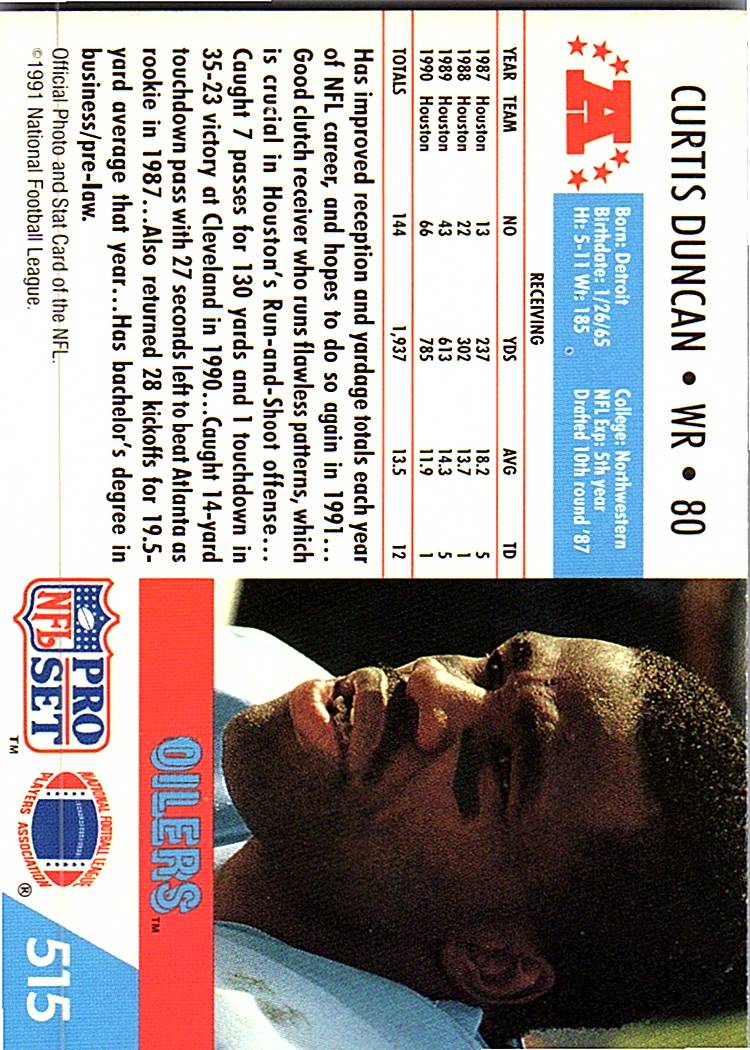 CURTIS DUNCAN • WR • 80
A
Born: Detroit College: Northwestern
Birthdate: 1/26/65 NFL Exp: 5th year
Ht: 5-11 Wt: 185 Drafted 10th round '87
RECEIVING
YEAR TEAM NO YDS AVG TD
1987 Houston 13 237 18.2 5
1988 Houston 22 302 13.7 1
1989 Houston 43 613 14.3 5
1990 Houston 66 785 11.9 1
TOTALS 144 1,937 13.5 12
Has improved reception and yardage totals each year
of NFL career, and hopes to do so again in 1991...
Good clutch receiver who runs flawless patterns, which
is crucial in Houston's Run-and-Shoot offense...
Caught 7 passes for 130 yards and 1 touchdown in
35-23 victory at Cleveland in 1990...Caught 14-yard
touchdown pass with 27 seconds left to beat Atlanta as
rookie in 1987...Also returned 28 kickoffs for 19.5-
yard average that year...Has bachelor's degree in
business/pre-law.
Official Photo and Stat Card of the NFL.
©1991 National Football League.
OILERS™
PRO
NFL SET™
NATIONAL FOOTBALL LEAGUE
PLAYERS ASSOCIATION®
515